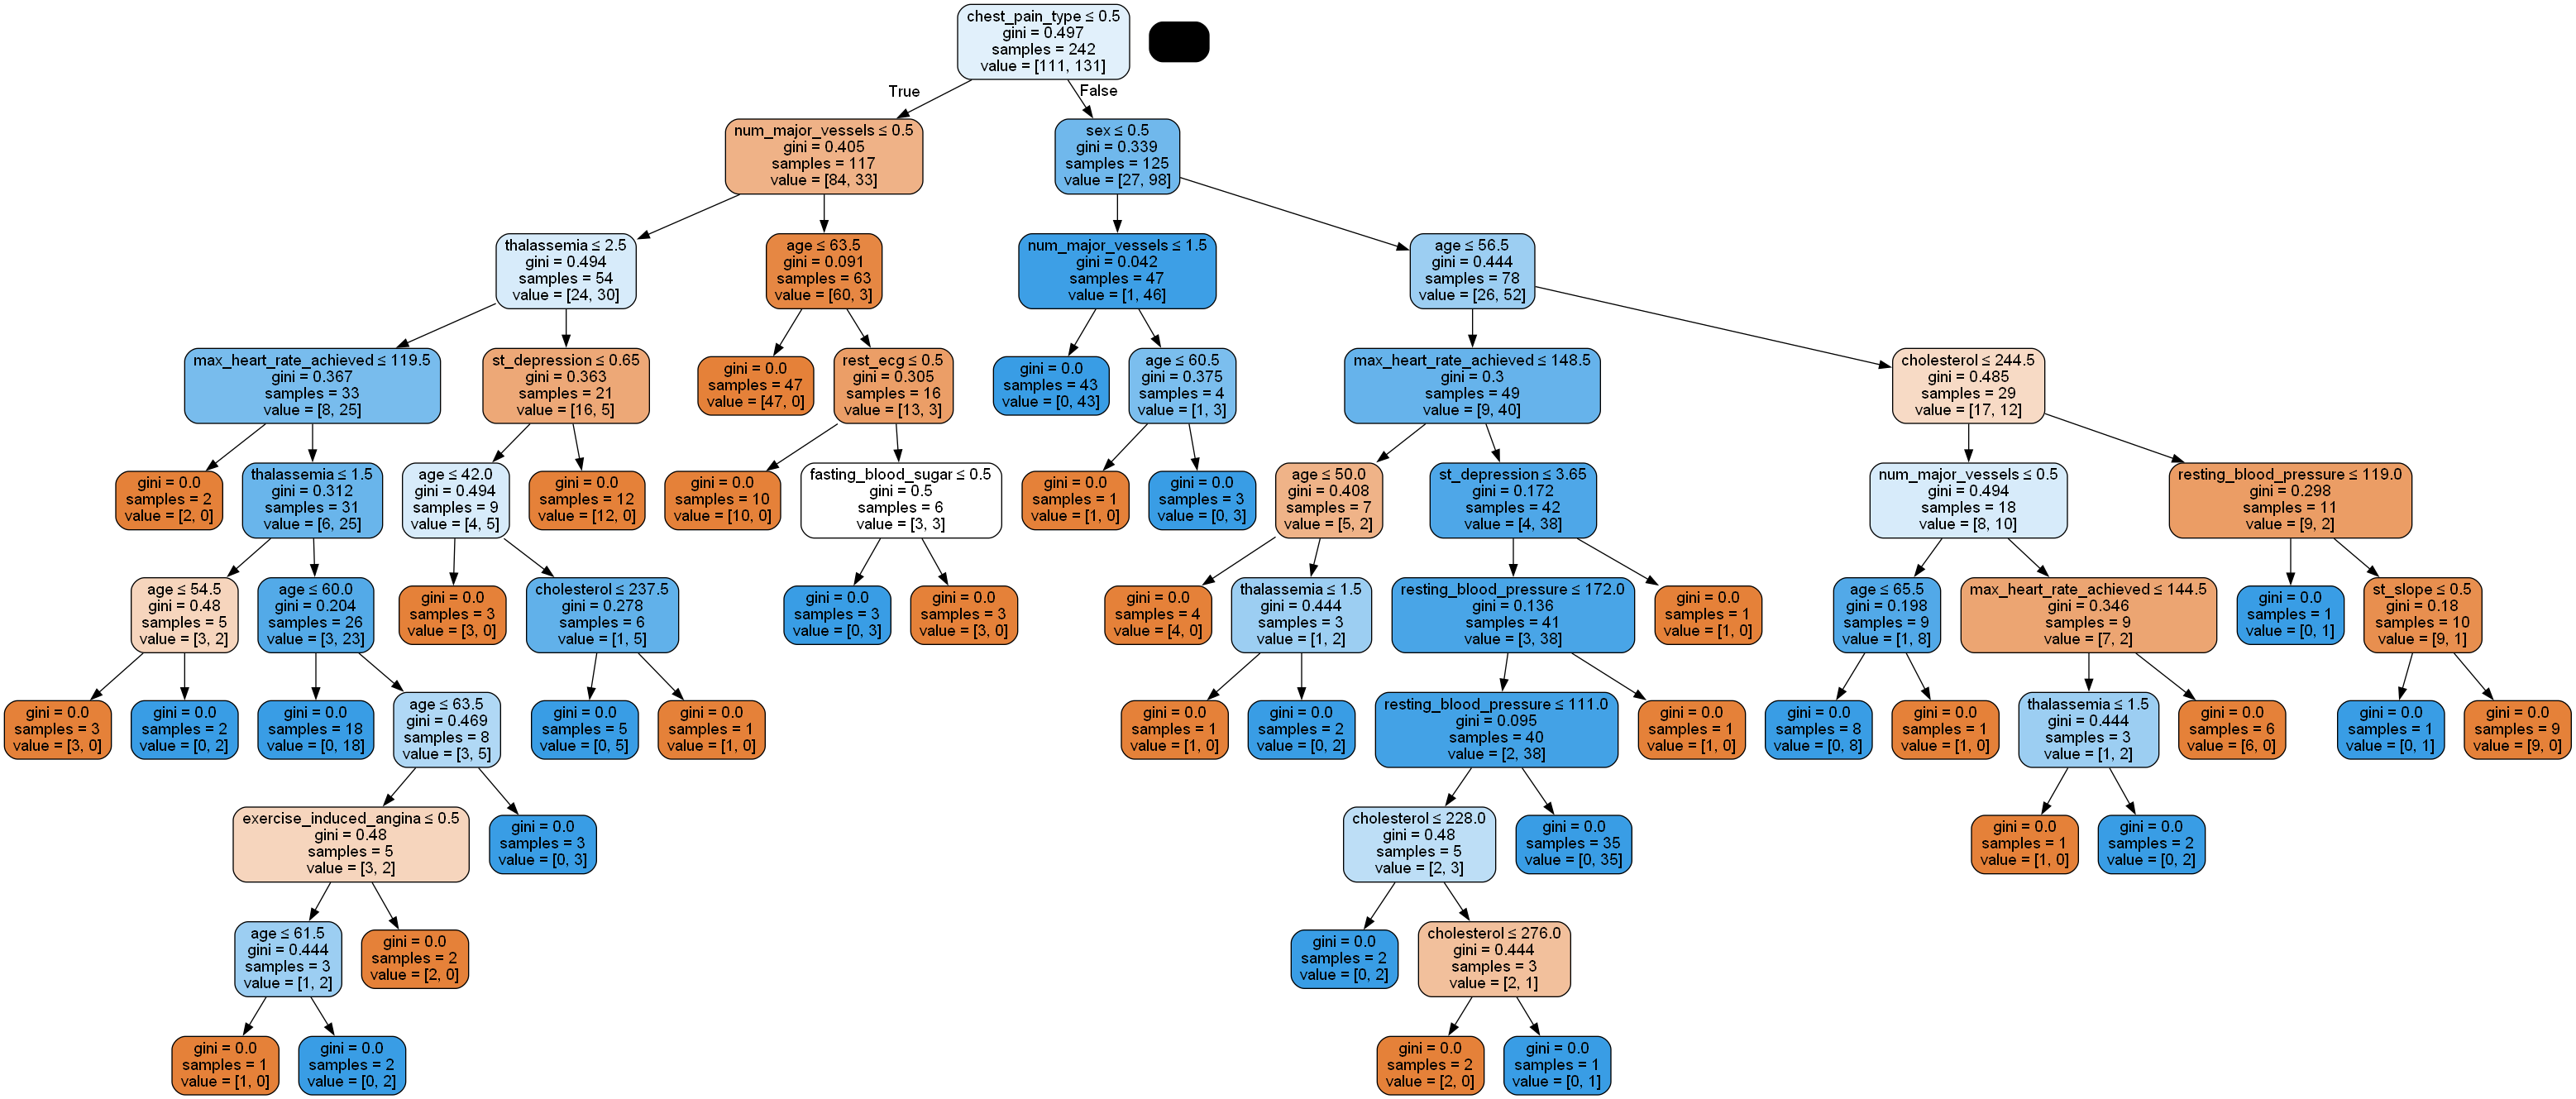 chest_pain_type ≤ 0.5
gini = 0.497
samples = 242
value = [111, 131]
True
False
num_major_vessels ≤ 0.5
gini = 0.405
samples = 117
value = [84, 33]
sex ≤ 0.5
gini = 0.339
samples = 125
value = [27, 98]
thalassemia ≤ 2.5
gini = 0.494
samples = 54
value = [24, 30]
age ≤ 63.5
gini = 0.091
samples = 63
value = [60, 3]
num_major_vessels ≤ 1.5
gini = 0.042
samples = 47
value = [1, 46]
age ≤ 56.5
gini = 0.444
samples = 78
value = [26, 52]
max_heart_rate_achieved ≤ 119.5
gini = 0.367
samples = 33
value = [8, 25]
st_depression ≤ 0.65
gini = 0.363
samples = 21
value = [16, 5]
gini = 0.0
samples = 47
value = [47, 0]
rest_ecg ≤ 0.5
gini = 0.305
samples = 16
value = [13, 3]
gini = 0.0
samples = 43
value = [0, 43]
age ≤ 60.5
gini = 0.375
samples = 4
value = [1, 3]
max_heart_rate_achieved ≤ 148.5
gini = 0.3
samples = 49
value = [9, 40]
cholesterol ≤ 244.5
gini = 0.485
samples = 29
value = [17, 12]
gini = 0.0
samples = 2
value = [2, 0]
thalassemia ≤ 1.5
gini = 0.312
samples = 31
value = [6, 25]
age ≤ 42.0
gini = 0.494
samples = 9
value = [4, 5]
gini = 0.0
samples = 12
value = [12, 0]
gini = 0.0
samples = 10
value = [10, 0]
fasting_blood_sugar ≤ 0.5
gini = 0.5
samples = 6
value = [3, 3]
gini = 0.0
samples = 1
value = [1, 0]
gini = 0.0
samples = 3
value = [0, 3]
age ≤ 50.0
gini = 0.408
samples = 7
value = [5, 2]
st_depression ≤ 3.65
gini = 0.172
samples = 42
value = [4, 38]
num_major_vessels ≤ 0.5
gini = 0.494
samples = 18
value = [8, 10]
resting_blood_pressure ≤ 119.0
gini = 0.298
samples = 11
value = [9, 2]
age ≤ 54.5
gini = 0.48
samples = 5
value = [3, 2]
age ≤ 60.0
gini = 0.204
samples = 26
value = [3, 23]
gini = 0.0
samples = 3
value = [3, 0]
cholesterol ≤ 237.5
gini = 0.278
samples = 6
value = [1, 5]
gini = 0.0
samples = 3
value = [0, 3]
gini = 0.0
samples = 3
value = [3, 0]
gini = 0.0
samples = 4
value = [4, 0]
thalassemia ≤ 1.5
gini = 0.444
samples = 3
value = [1, 2]
resting_blood_pressure ≤ 172.0
gini = 0.136
samples = 41
value = [3, 38]
gini = 0.0
samples = 1
value = [1, 0]
age ≤ 65.5
gini = 0.198
samples = 9
value = [1, 8]
max_heart_rate_achieved ≤ 144.5
gini = 0.346
samples = 9
value = [7, 2]
gini = 0.0
samples = 1
value = [0, 1]
st_slope ≤ 0.5
gini = 0.18
samples = 10
value = [9, 1]
gini = 0.0
samples = 3
value = [3, 0]
gini = 0.0
samples = 2
value = [0, 2]
gini = 0.0
samples = 18
value = [0, 18]
age ≤ 63.5
gini = 0.469
samples = 8
value = [3, 5]
gini = 0.0
samples = 5
value = [0, 5]
gini = 0.0
samples = 1
value = [1, 0]
gini = 0.0
samples = 1
value = [1, 0]
gini = 0.0
samples = 2
value = [0, 2]
resting_blood_pressure ≤ 111.0
gini = 0.095
samples = 40
value = [2, 38]
gini = 0.0
samples = 1
value = [1, 0]
gini = 0.0
samples = 8
value = [0, 8]
gini = 0.0
samples = 1
value = [1, 0]
thalassemia ≤ 1.5
gini = 0.444
samples = 3
value = [1, 2]
gini = 0.0
samples = 6
value = [6, 0]
gini = 0.0
samples = 1
value = [0, 1]
gini = 0.0
samples = 9
value = [9, 0]
exercise_induced_angina ≤ 0.5
gini = 0.48
samples = 5
value = [3, 2]
gini = 0.0
samples = 3
value = [0, 3]
cholesterol ≤ 228.0
gini = 0.48
samples = 5
value = [2, 3]
gini = 0.0
samples = 35
value = [0, 35]
gini = 0.0
samples = 1
value = [1, 0]
gini = 0.0
samples = 2
value = [0, 2]
age ≤ 61.5
gini = 0.444
samples = 3
value = [1, 2]
gini = 0.0
samples = 2
value = [2, 0]
gini = 0.0
samples = 2
value = [0, 2]
cholesterol ≤ 276.0
gini = 0.444
samples = 3
value = [2, 1]
gini = 0.0
samples = 1
value = [1, 0]
gini = 0.0
samples = 2
value = [0, 2]
gini = 0.0
samples = 2
value = [2, 0]
gini = 0.0
samples = 1
value = [0, 1]